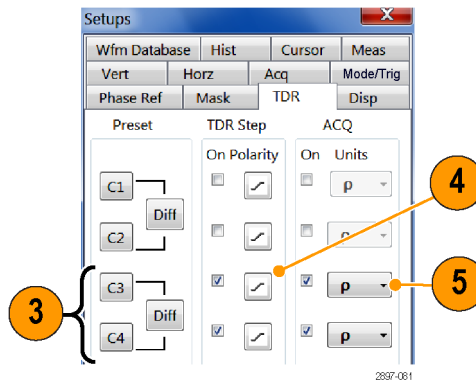 Setups
Wfm Database Hist Cursor Meas
Vert Horz Acq Mode/Trig
Phase Ref Mask TDR Disp
Preset TDR Step ACQ
On Polarity On Units
C1 ρ
Diff
C2 ρ
4
C3 ρ
5
3
Diff
C4 ρ
2897-081